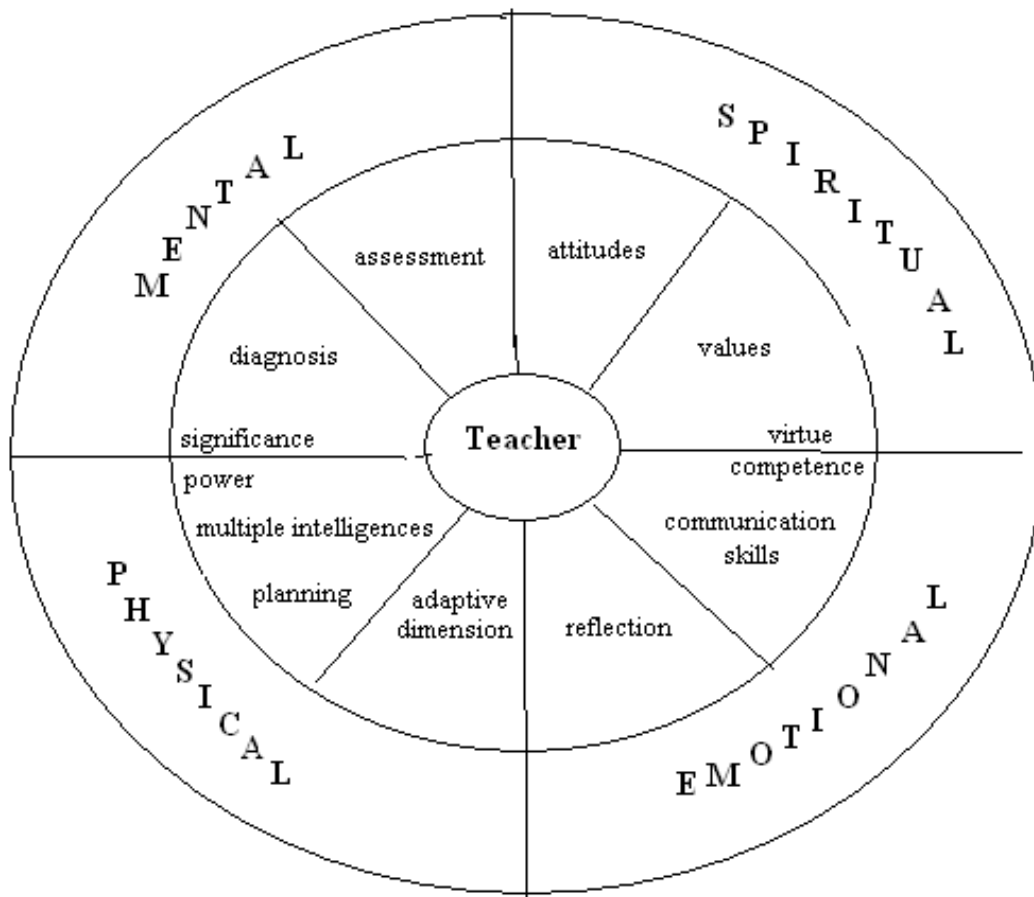 MENTAL
SPIRITUAL
assessment
attitudes
diagnosis
values
Teacher
significance
virtue
power
competence
multiple intelligences
communication
skills
planning
adaptive
dimension
reflection
PHYSICAL
EMOTIONAL